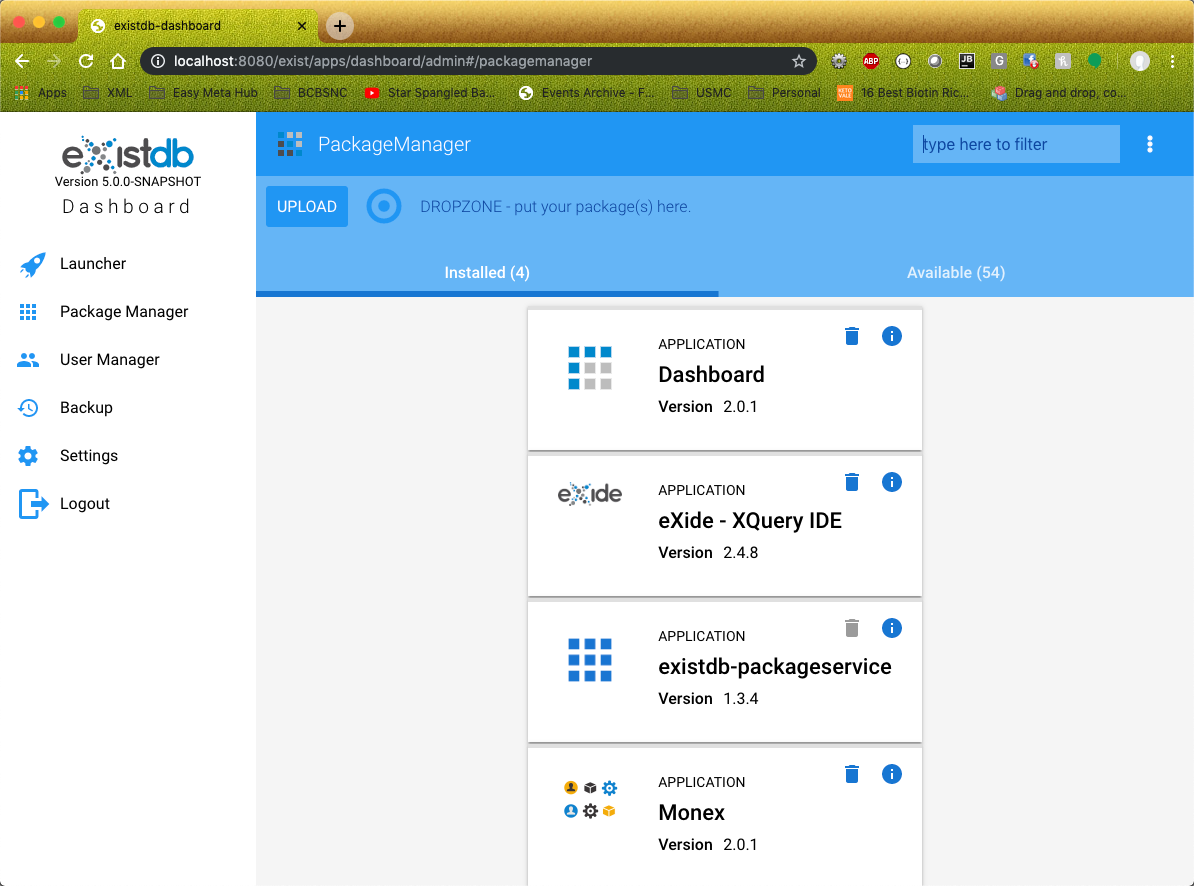 existdb-dashboard
localhost:8080/exist/apps/dashboard/admin#/packagemanager
ABP
JB
G
Apps
XML
Easy Meta Hub
BCBSNC
Star Spangled Ba...
Events Archive - F...
USMC
Personal
16 Best Biotin Ric...
Drag and drop, co...
existdb
Version 5.0.0-SNAPSHOT
Dashboard
Launcher
Package Manager
User Manager
Backup
Settings
Logout
PackageManager
type here to filter
UPLOAD
DROPZONE - put your package(s) here.
Installed (4)
Available (54)
APPLICATION
Dashboard
Version 2.0.1
eXide
APPLICATION
eXide - XQuery IDE
Version 2.4.8
APPLICATION
existdb-packageservice
Version 1.3.4
APPLICATION
Monex
Version 2.0.1